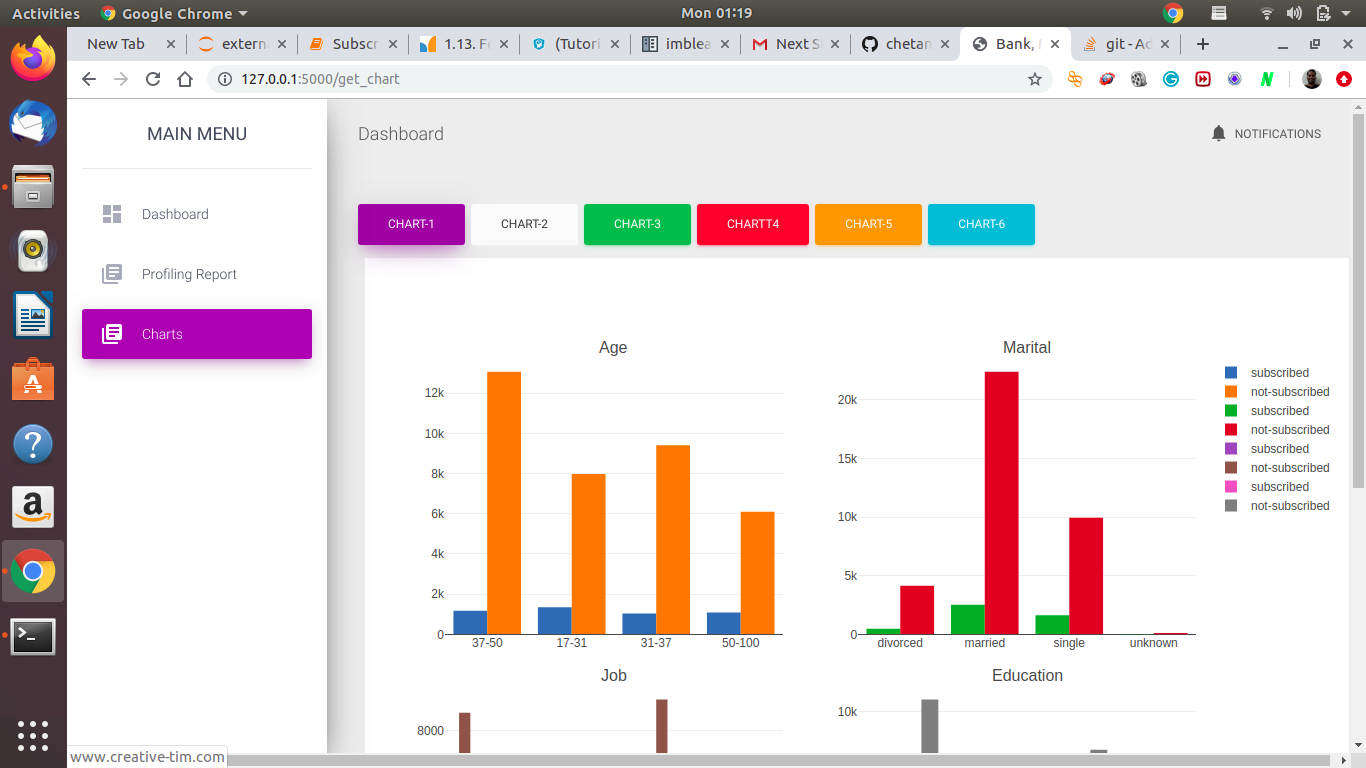 Activities Google Chrome Mon 01:19
New Tab extern Subscr 1.13. Fe (Tutori imblea Next S chetan Bank, git - Ad
127.0.0.1:5000/get_chart
MAIN MENU
Dashboard
Profiling Report
Charts
Dashboard
NOTIFICATIONS
CHART-1 CHART-2 CHART-3 CHARTT4 CHART-5 CHART-6
Age
12k
10k
8k
6k
4k
2k
0
37-50 17-31 31-37 50-100
Marital
20k
15k
10k
5k
0
divorced married single unknown
subscribed
not-subscribed
subscribed
not-subscribed
subscribed
not-subscribed
subscribed
not-subscribed
Job
8000
Education
10k
www.creative-tim.com